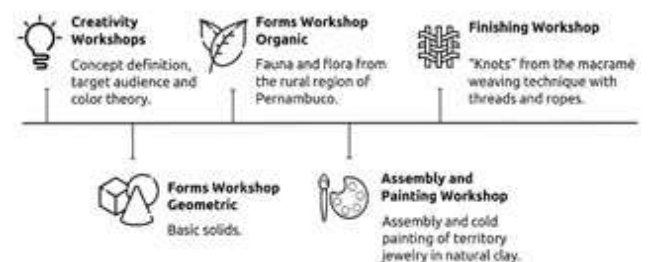 Creativity
Workshops
Concept definition,
target audience and
color theory.
Forms Workshop
Geometric
Basic solids.
Forms Workshop
Organic
Fauna and flora from
the rural region of
Pernambuco.
Assembly and
Painting Workshop
Assembly and cold
painting of territory
jewelry in natural clay.
Finishing Workshop
"Knots" from the macramé
weaving technique with
threads and ropes.